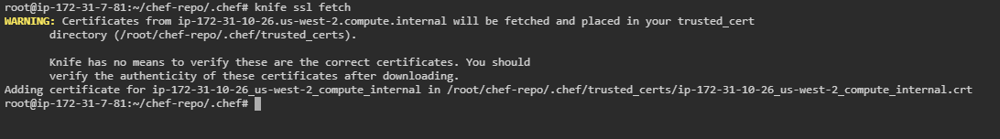 root@ip-172-31-7-81:~/chef-repo/.chef# knife ssl fetch
WARNING: Certificates from ip-172-31-10-26.us-west-2.compute.internal will be fetched and placed in your trusted_cert
directory (/root/chef-repo/.chef/trusted_certs).
Knife has no means to verify these are the correct certificates. You should
verify the authenticity of these certificates after downloading.
Adding certificate for ip-172-31-10-26_us-west-2_compute_internal in /root/chef-repo/.chef/trusted_certs/ip-172-31-10-26_us-west-2_compute_internal.crt
root@ip-172-31-7-81:~/chef-repo/.chef#